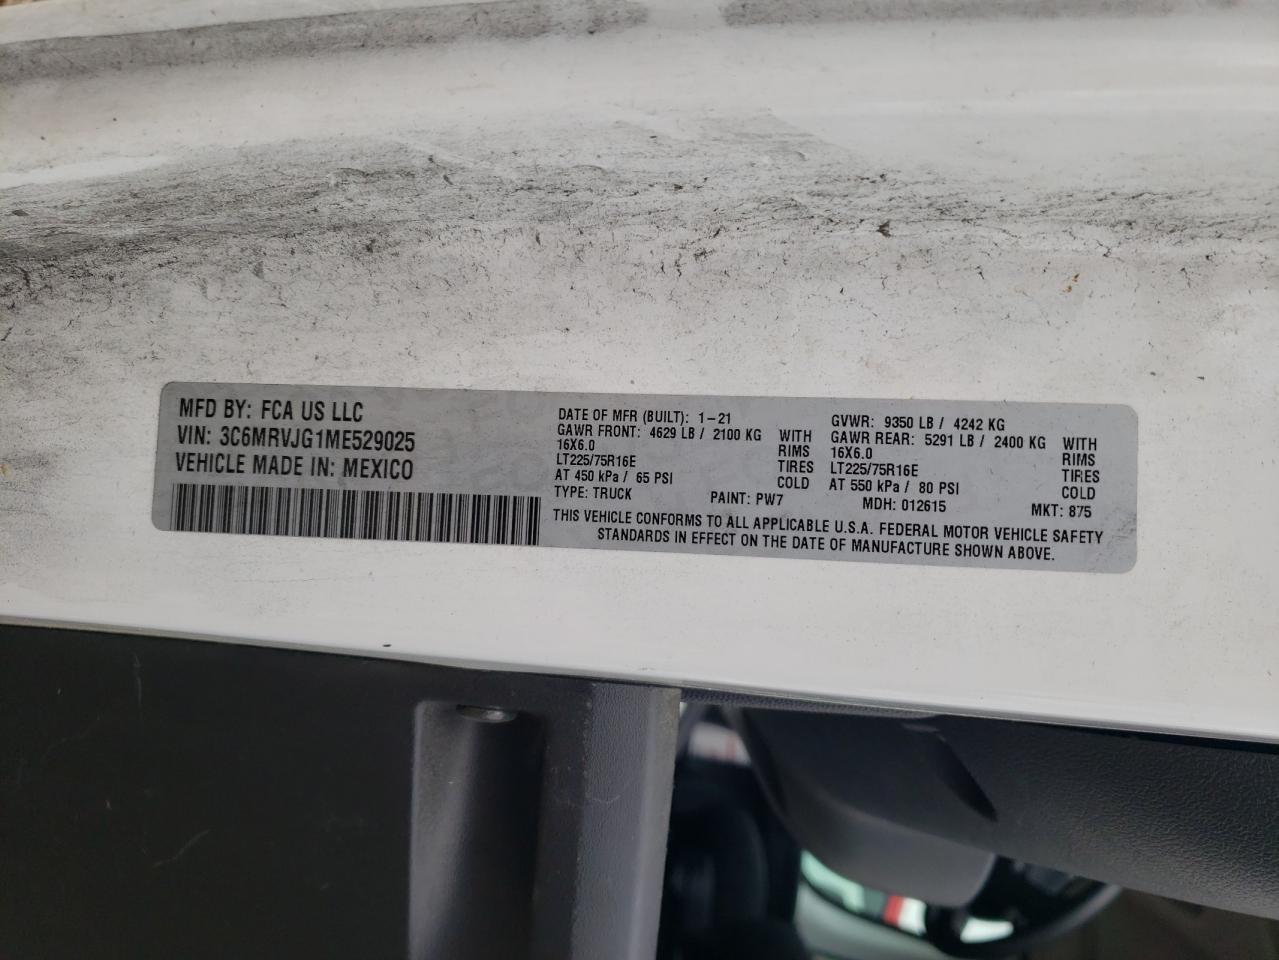 MFD BY: FCA US LLC
VIN: 3C6MRVJG1ME529025
VEHICLE MADE IN: MEXICO
DATE OF MFR (BUILT): 1-21
GAWR FRONT: 4629 LB / 2100 KG WITH
16X6.0 RIMS
LT225/75R16E TIRES
AT 450 kPa / 65 PSI COLD
TYPE: TRUCK PAINT: PW7
GVWR: 9350 LB / 4242 KG
GAWR REAR: 5291 LB / 2400 KG WITH
16X6.0 RIMS
LT225/75R16E TIRES
AT 550 kPa / 80 PSI COLD
MDH: 012615 MKT: 875
THIS VEHICLE CONFORMS TO ALL APPLICABLE U.S.A. FEDERAL MOTOR VEHICLE SAFETY
STANDARDS IN EFFECT ON THE DATE OF MANUFACTURE SHOWN ABOVE.